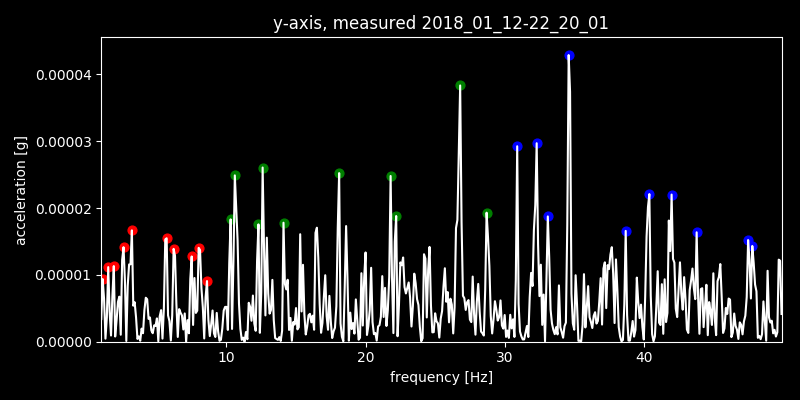 y-axis, measured 2018_01_12-22_20_01
acceleration [g]
0.00004
0.00003
0.00002
0.00001
0.00000
10 20 30 40
frequency [Hz]